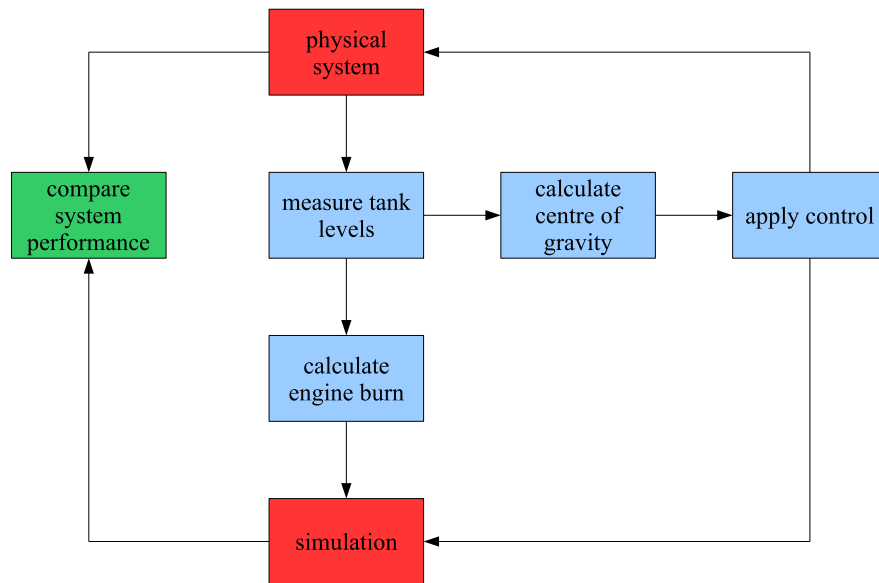 physical
system
compare
system
performance
measure tank
levels
calculate
centre of
gravity
apply control
calculate
engine burn
simulation